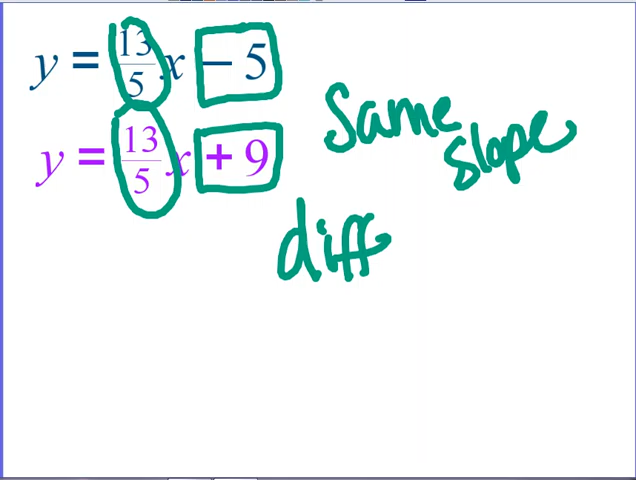 y = 13/5 x − 5
y = 13/5 x + 9
Same
slope
diff